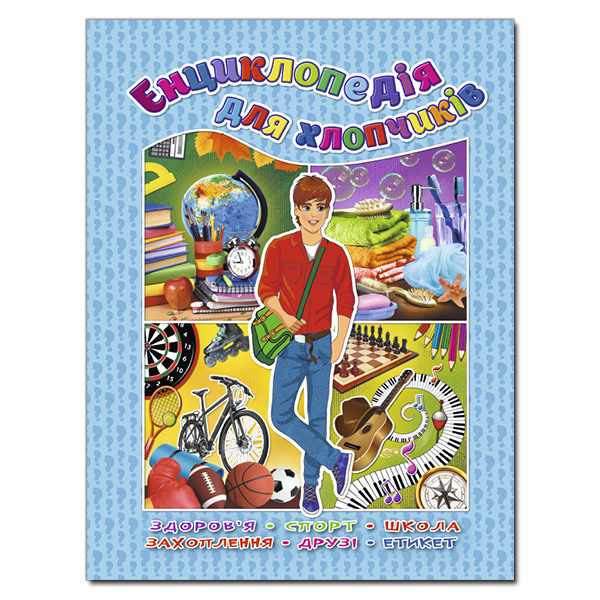 Енциклопедія
для хлопчиків
ЗДОРОВ'Я • СПОРТ • ШКОЛА
ЗАХОПЛЕННЯ • ДРУЗІ • ЕТИКЕТ